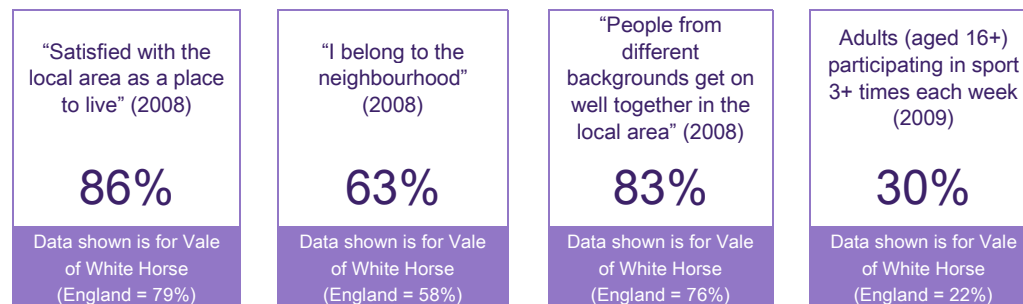 “Satisfied with the
local area as a place
to live” (2008)
86%
Data shown is for Vale
of White Horse
(England = 79%)
“I belong to the
neighbourhood”
(2008)
63%
Data shown is for Vale
of White Horse
(England = 58%)
“People from
different
backgrounds get on
well together in the
local area” (2008)
83%
Data shown is for Vale
of White Horse
(England = 76%)
Adults (aged 16+)
participating in sport
3+ times each week
(2009)
30%
Data shown is for Vale
of White Horse
(England = 22%)